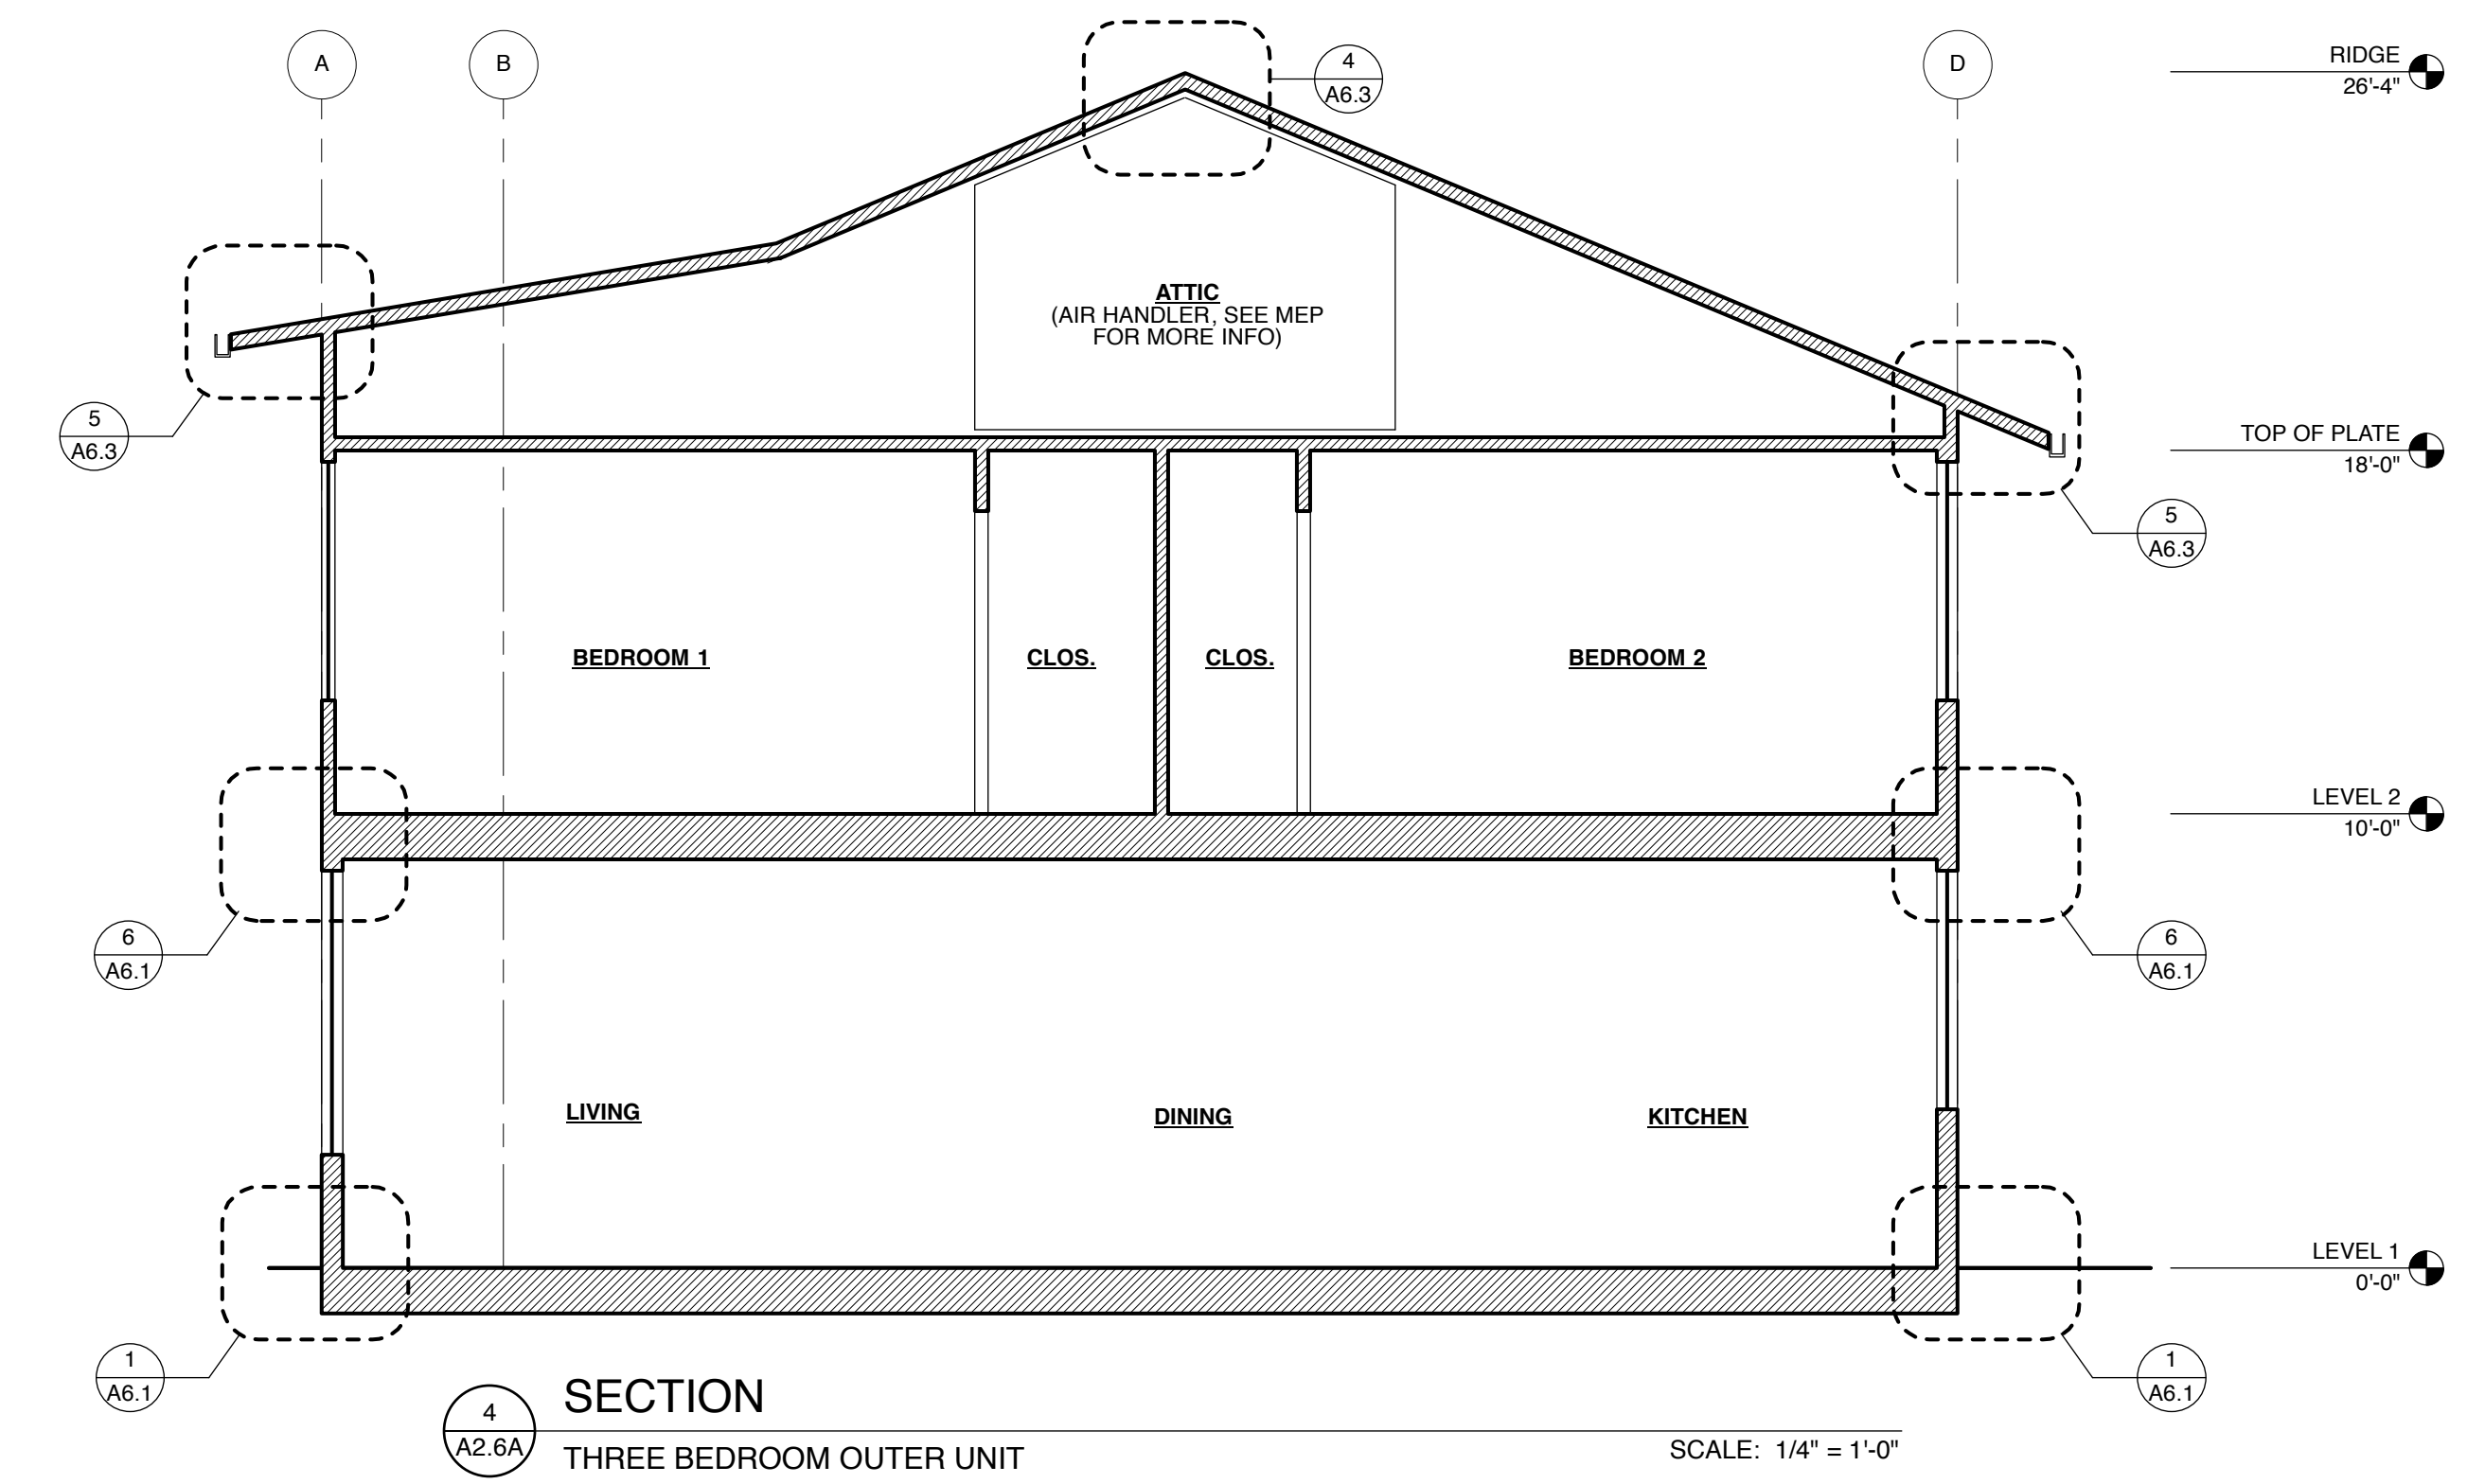 A
B
D
4
A6.3
RIDGE
26'-4"
ATTIC
(AIR HANDLER, SEE MEP
FOR MORE INFO)
5
A6.3
TOP OF PLATE
18'-0"
5
A6.3
BEDROOM 1
CLOS.
CLOS.
BEDROOM 2
LEVEL 2
10'-0"
6
A6.1
6
A6.1
LIVING
DINING
KITCHEN
LEVEL 1
0'-0"
1
A6.1
1
A6.1
4
A2.6A
SECTION
THREE BEDROOM OUTER UNIT
SCALE: 1/4" = 1'-0"